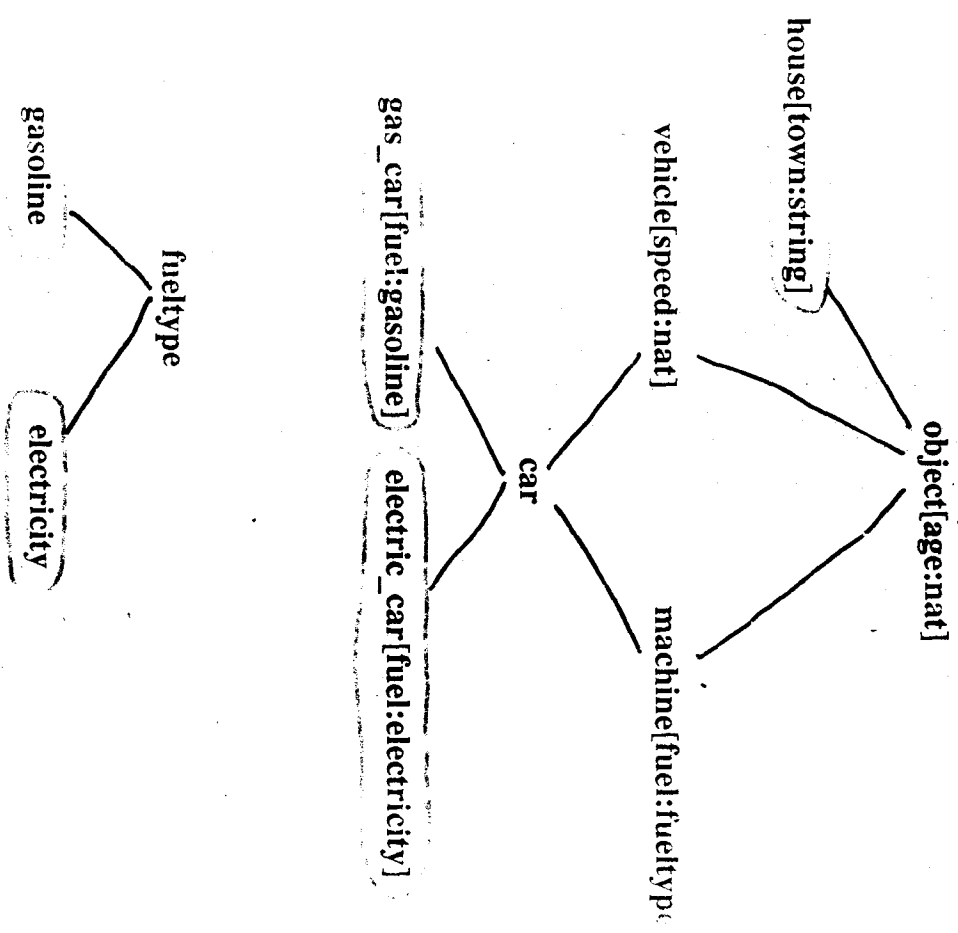 object[age:nat]
house[town:string]
vehicle[speed:nat] machine[fuel:fueltype
car
gas_car[fuel:gasoline] electric_car[fuel:electricity]
fueltype
gasoline electricity